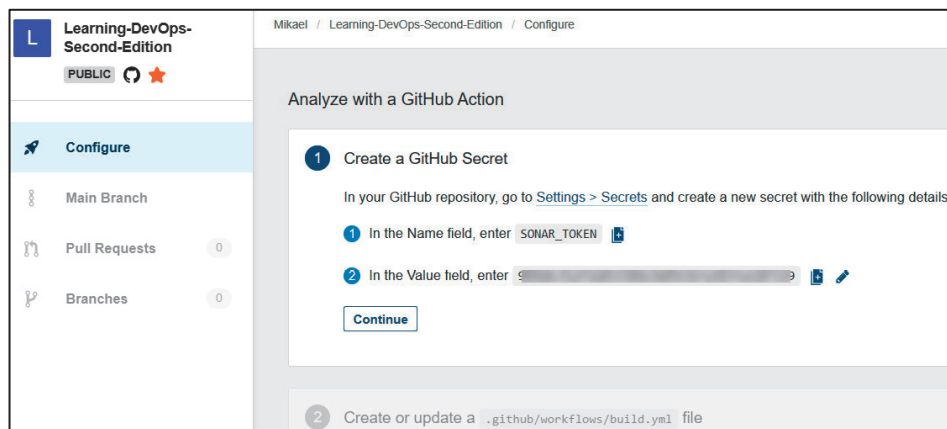 L
Learning-DevOps-
Second-Edition
PUBLIC
Configure
Main Branch
Pull Requests 0
Branches 0
Mikael / Learning-DevOps-Second-Edition / Configure
Analyze with a GitHub Action
1 Create a GitHub Secret
In your GitHub repository, go to Settings > Secrets and create a new secret with the following details
1 In the Name field, enter SONAR_TOKEN
2 In the Value field, enter 9 9
Continue
2 Create or update a .github/workflows/build.yml file